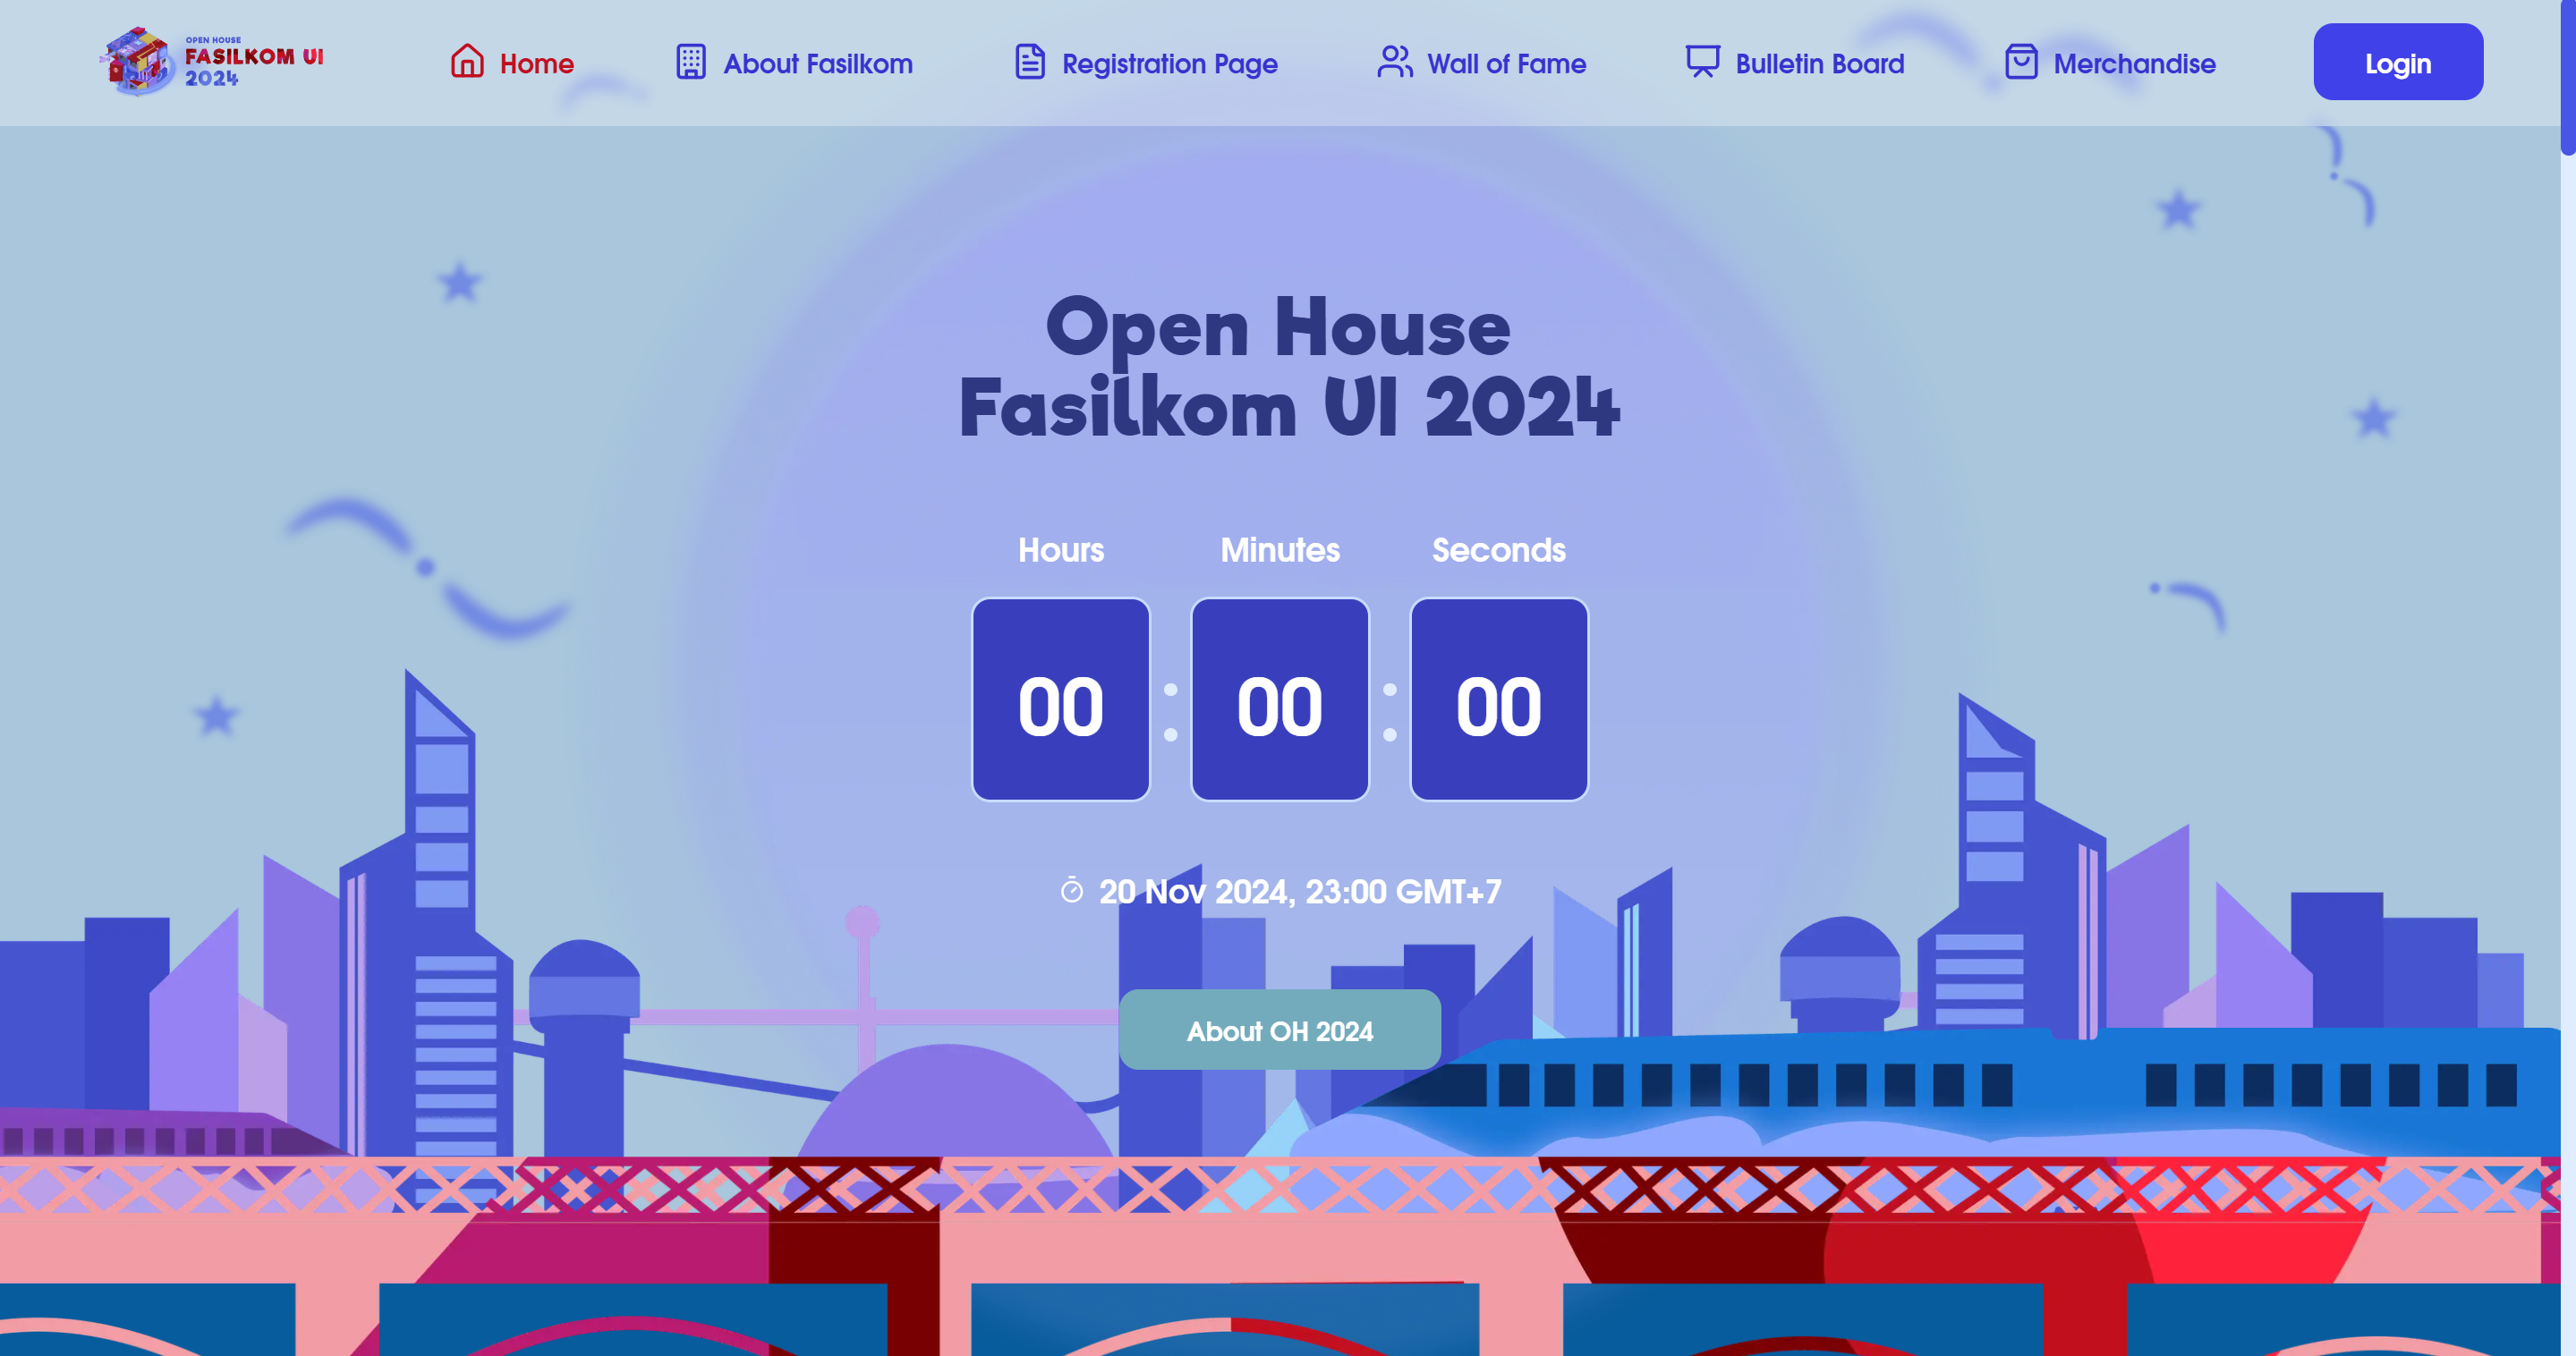 OPEN HOUSE
FASILKOM UI
2024
Home
About Fasilkom
Registration Page
Wall of Fame
Bulletin Board
Merchandise
Login
Open House
Fasilkom UI 2024
Hours
Minutes
Seconds
00 : 00 : 00
20 Nov 2024, 23:00 GMT+7
About OH 2024